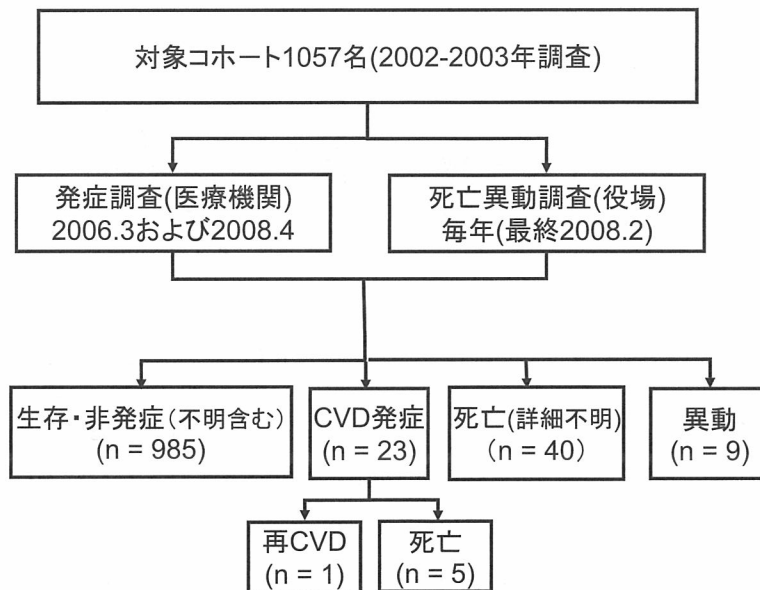 対象コホート1057名(2002-2003年調査)
発症調査(医療機関)
2006.3および2008.4
死亡異動調査(役場)
毎年(最終2008.2)
生存・非発症(不明含む)
(n = 985)
CVD発症
(n = 23)
死亡(詳細不明)
(n = 40)
異動
(n = 9)
再CVD
(n = 1)
死亡
(n = 5)